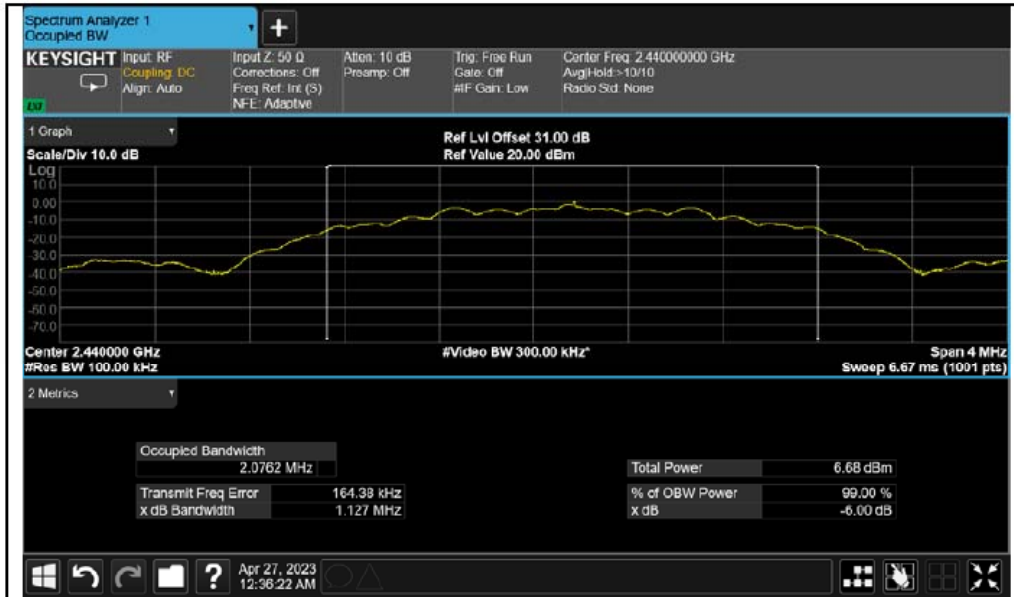 Spectrum Analyzer 1
Occupied BW
+
KEYSIGHT
Input: RF
Coupling: DC
Align: Auto
Input Z: 50 Ω
Corrections: Off
Freq Ref: Int (S)
NFE: Adaptive
Atten: 10 dB
Preamp: Off
Trig: Free Run
Gate: Off
#IF Gain: Low
Center Freq: 2.440000000 GHz
Avg|Hold:>10/10
Radio Std: None
1 Graph
Scale/Div 10.0 dB
Ref Lvl Offset 31.00 dB
Ref Value 20.00 dBm
Log
10.0
0.00
-10.0
-20.0
-30.0
-40.0
-50.0
-60.0
-70.0
Center 2.440000 GHz
#Video BW 300.00 kHz*
Span 4 MHz
#Res BW 100.00 kHz
Sweep 6.67 ms (1001 pts)
2 Metrics
Occupied Bandwidth
2.0762 MHz
Total Power 6.68 dBm
Transmit Freq Error 164.38 kHz
% of OBW Power 99.00 %
x dB Bandwidth 1.127 MHz
x dB -6.00 dB
?
Apr 27, 2023
12:36:22 AM